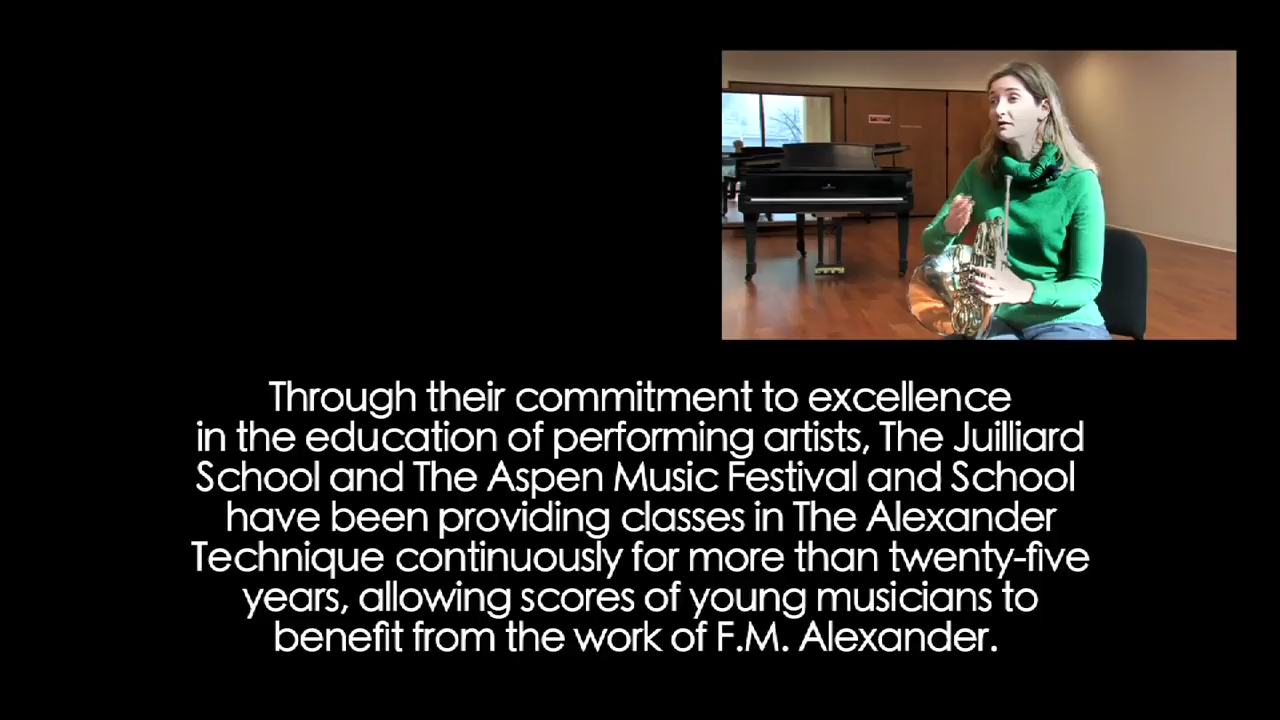 Through their commitment to excellence
in the education of performing artists, The Juilliard
School and The Aspen Music Festival and School
have been providing classes in The Alexander
Technique continuously for more than twenty-five
years, allowing scores of young musicians to
benefit from the work of F.M. Alexander.